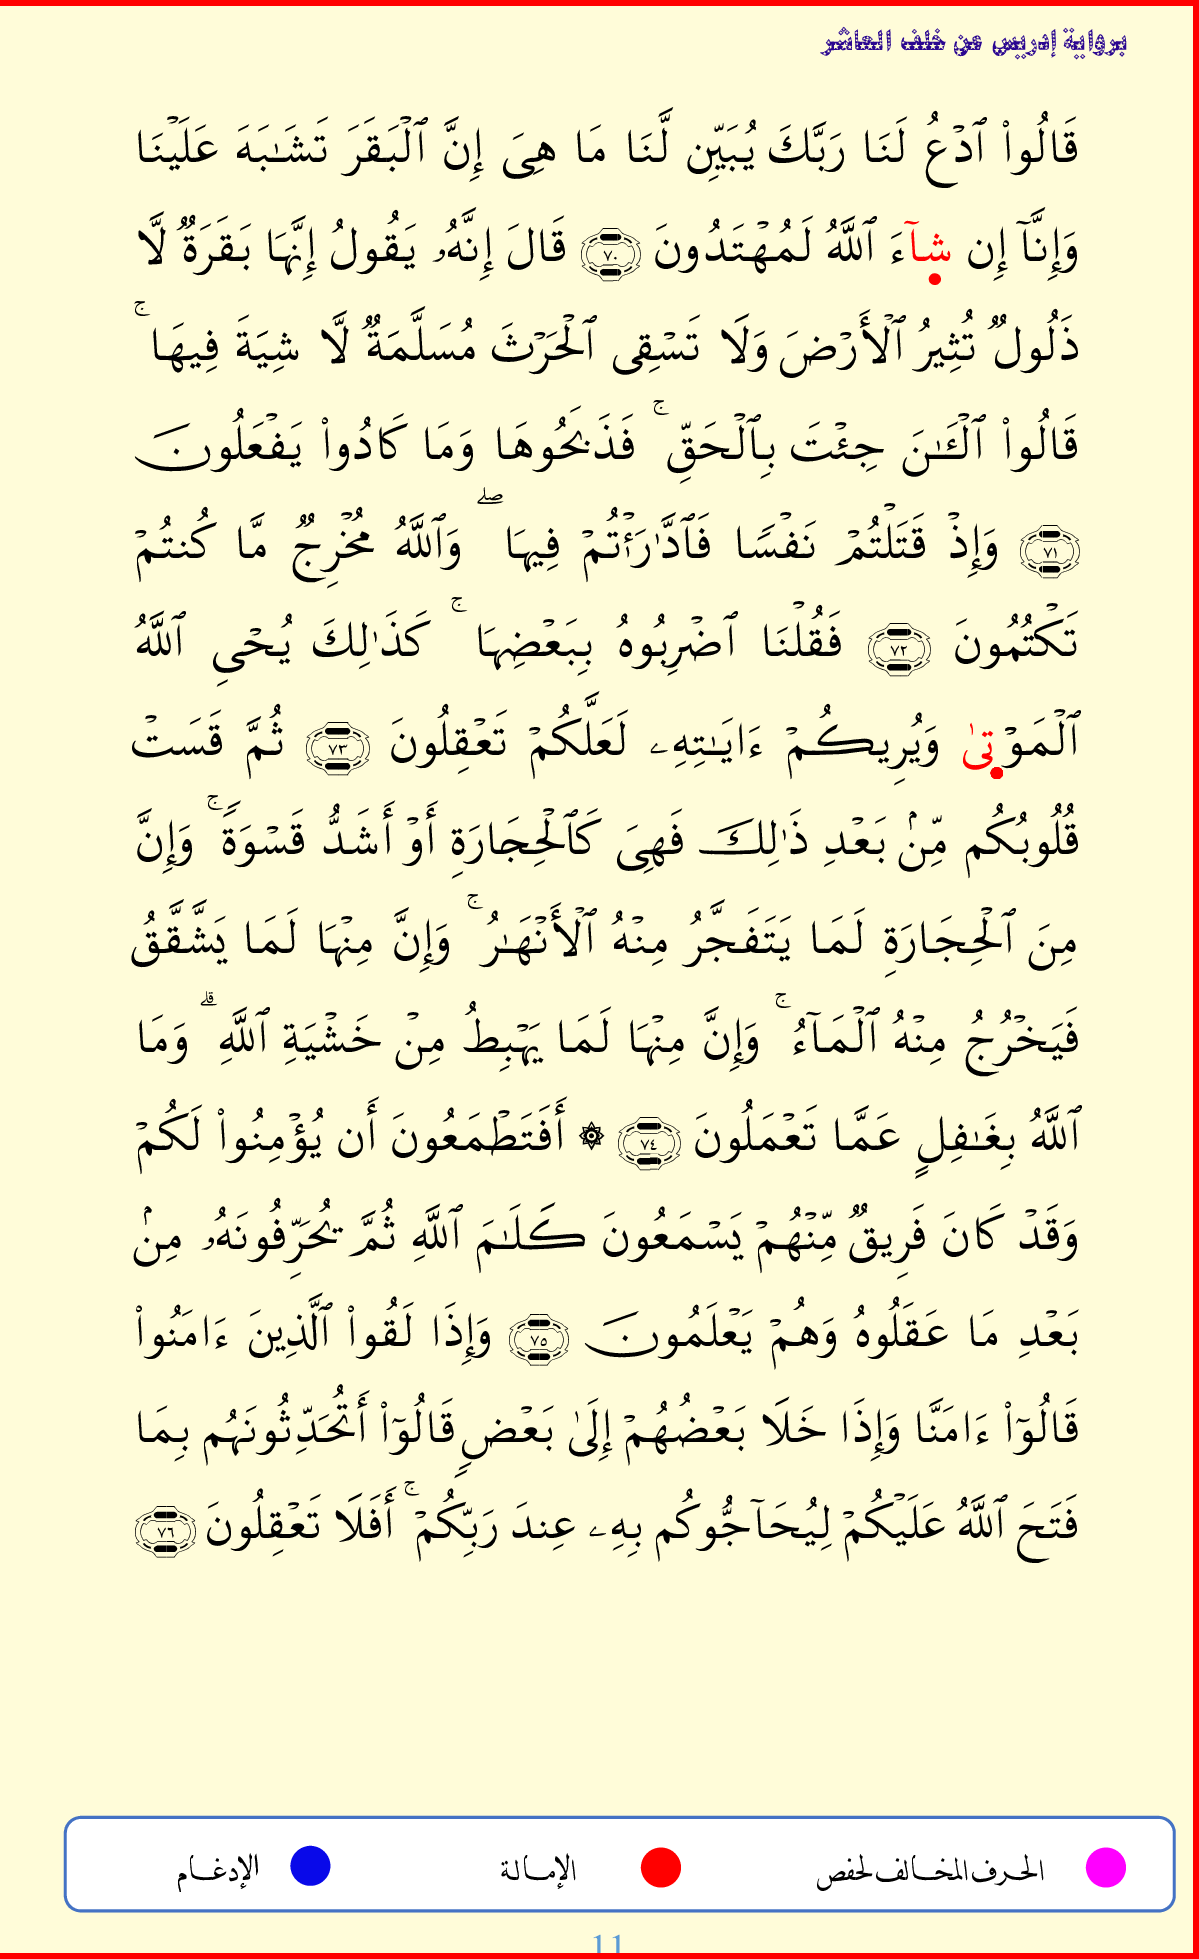 برواية إدريس عن خلف العاشر
قَالُوا۟ ٱدْعُ لَنَا رَبَّكَ يُبَيِّن لَّنَا مَا هِىَ إِنَّ ٱلْبَقَرَ تَشَـٰبَهَ عَلَيْنَا
وَإِنَّآ إِن شَآءَ ٱللَّهُ لَمُهْتَدُونَ ٧٠ قَالَ إِنَّهُۥ يَقُولُ إِنَّهَا بَقَرَةٌ لَّا
ذَلُولٌ تُثِيرُ ٱلْأَرْضَ وَلَا تَسْقِى ٱلْحَرْثَ مُسَلَّمَةٌ لَّا شِيَةَ فِيهَا ۚ
قَالُوا۟ ٱلْـَٔـٰنَ جِئْتَ بِٱلْحَقِّ ۚ فَذَبَحُوهَا وَمَا كَادُوا۟ يَفْعَلُونَ
٧١ وَإِذْ قَتَلْتُمْ نَفْسًا فَٱدَّٰرَْٰٔتُمْ فِيهَا ۖ وَٱللَّهُ مُخْرِجٌ مَّا كُنتُمْ
تَكْتُمُونَ ٧٢ فَقُلْنَا ٱضْرِبُوهُ بِبَعْضِهَا ۚ كَذَٰلِكَ يُحْىِ ٱللَّهُ
ٱلْمَوْتىٰ وَيُرِيكُمْ ءَايَـٰتِهِۦ لَعَلَّكُمْ تَعْقِلُونَ ٧٣ ثُمَّ قَسَتْ
قُلُوبُكُم مِّنۢ بَعْدِ ذَٰلِكَ فَهِىَ كَٱلْحِجَارَةِ أَوْ أَشَدُّ قَسْوَةً ۚ وَإِنَّ
مِنَ ٱلْحِجَارَةِ لَمَا يَتَفَجَّرُ مِنْهُ ٱلْأَنْهَـٰرُ ۚ وَإِنَّ مِنْهَا لَمَا يَشَّقَّقُ
فَيَخْرُجُ مِنْهُ ٱلْمَآءُ ۚ وَإِنَّ مِنْهَا لَمَا يَهْبِطُ مِنْ خَشْيَةِ ٱللَّهِ ۗ وَمَا
ٱللَّهُ بِغَـٰفِلٍ عَمَّا تَعْمَلُونَ ٧٤ ۞ أَفَتَطْمَعُونَ أَن يُؤْمِنُوا۟ لَكُمْ
وَقَدْ كَانَ فَرِيقٌ مِّنْهُمْ يَسْمَعُونَ كَلَـٰمَ ٱللَّهِ ثُمَّ يُحَرِّفُونَهُۥ مِنۢ
بَعْدِ مَا عَقَلُوهُ وَهُمْ يَعْلَمُونَ ٧٥ وَإِذَا لَقُوا۟ ٱلَّذِينَ ءَامَنُوا۟
قَالُوٓا۟ ءَامَنَّا وَإِذَا خَلَا بَعْضُهُمْ إِلَىٰ بَعْضٍ قَالُوٓا۟ أَتُحَدِّثُونَهُم بِمَا
فَتَحَ ٱللَّهُ عَلَيْكُمْ لِيُحَآجُّوكُم بِهِۦ عِندَ رَبِّكُمْ ۚ أَفَلَا تَعْقِلُونَ ٧٦
الحرف المخالف لحفص الإمالة الإدغام
11